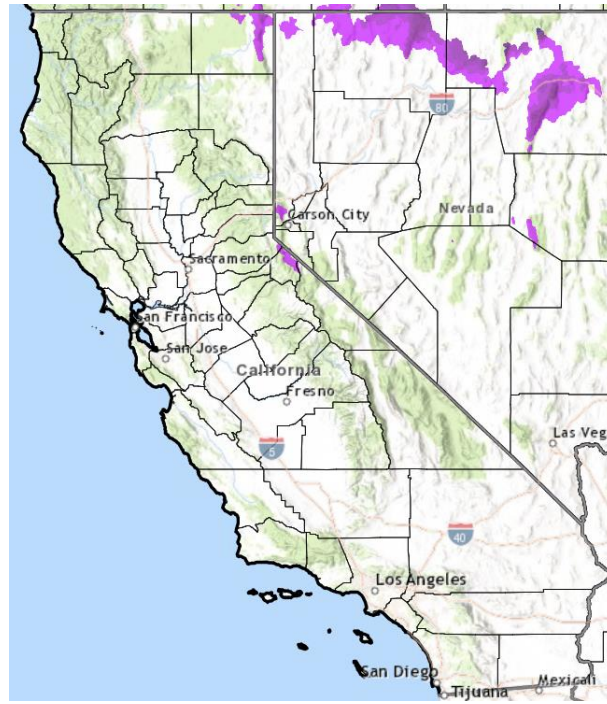 80
Carson City
Nevada
Sacramento
San Francisco
San Jose
California
Fresno
Las Veg
5
40
Los Angeles
San Diego
Mexicali
Tijuana